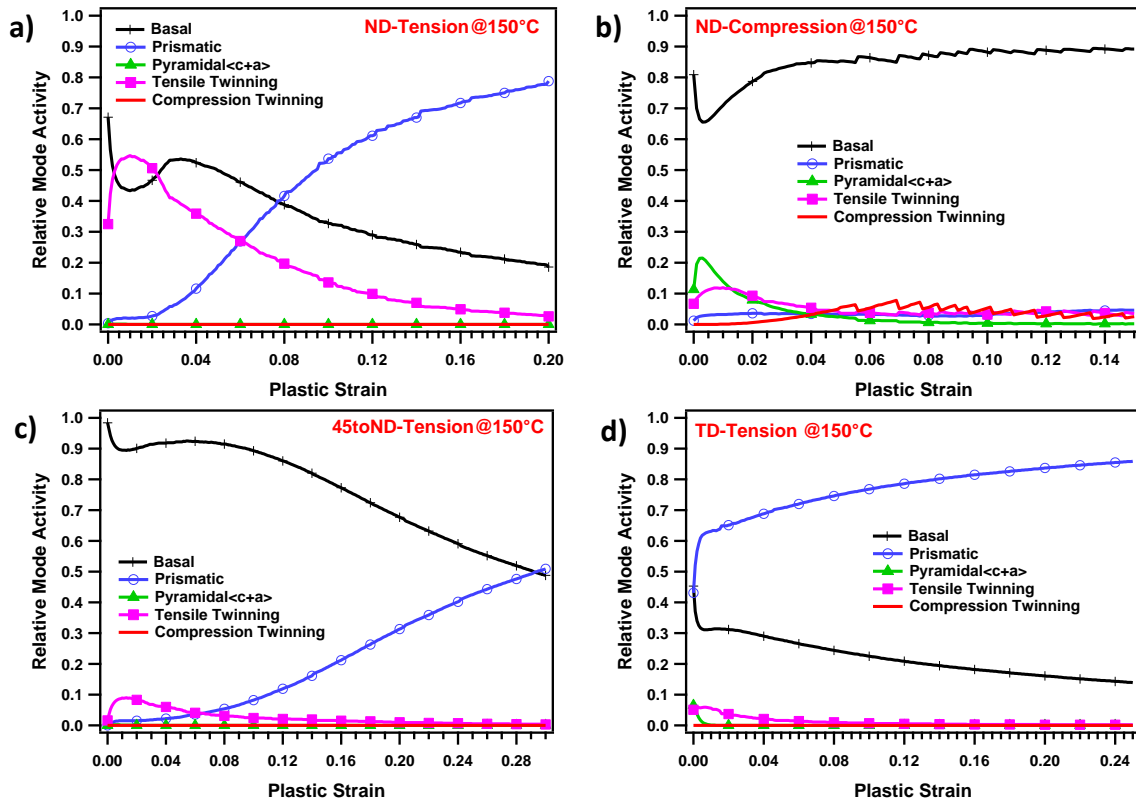 a)
ND-Tension@150°C
Basal
Prismatic
Pyramidal<c+a>
Tensile Twinning
Compression Twinning
Relative Mode Activity
1.0
0.9
0.8
0.7
0.6
0.5
0.4
0.3
0.2
0.1
0.0
0.00 0.04 0.08 0.12 0.16 0.20
Plastic Strain
b)
ND-Compression@150°C
Basal
Prismatic
Pyramidal<c+a>
Tensile Twinning
Compression Twinning
Relative Mode Activity
1.0
0.9
0.8
0.7
0.6
0.5
0.4
0.3
0.2
0.1
0.0
0.00 0.02 0.04 0.06 0.08 0.10 0.12 0.14
Plastic Strain
c)
45toND-Tension@150°C
Basal
Prismatic
Pyramidal<c+a>
Tensile Twinning
Compression Twinning
Relative Mode Activity
1.0
0.9
0.8
0.7
0.6
0.5
0.4
0.3
0.2
0.1
0.0
0.00 0.04 0.08 0.12 0.16 0.20 0.24 0.28
Plastic Strain
d)
TD-Tension @150°C
Basal
Prismatic
Pyramidal<c+a>
Tensile Twinning
Compression Twinning
Relative Mode Activity
1.0
0.9
0.8
0.7
0.6
0.5
0.4
0.3
0.2
0.1
0.0
0.00 0.04 0.08 0.12 0.16 0.20 0.24
Plastic Strain